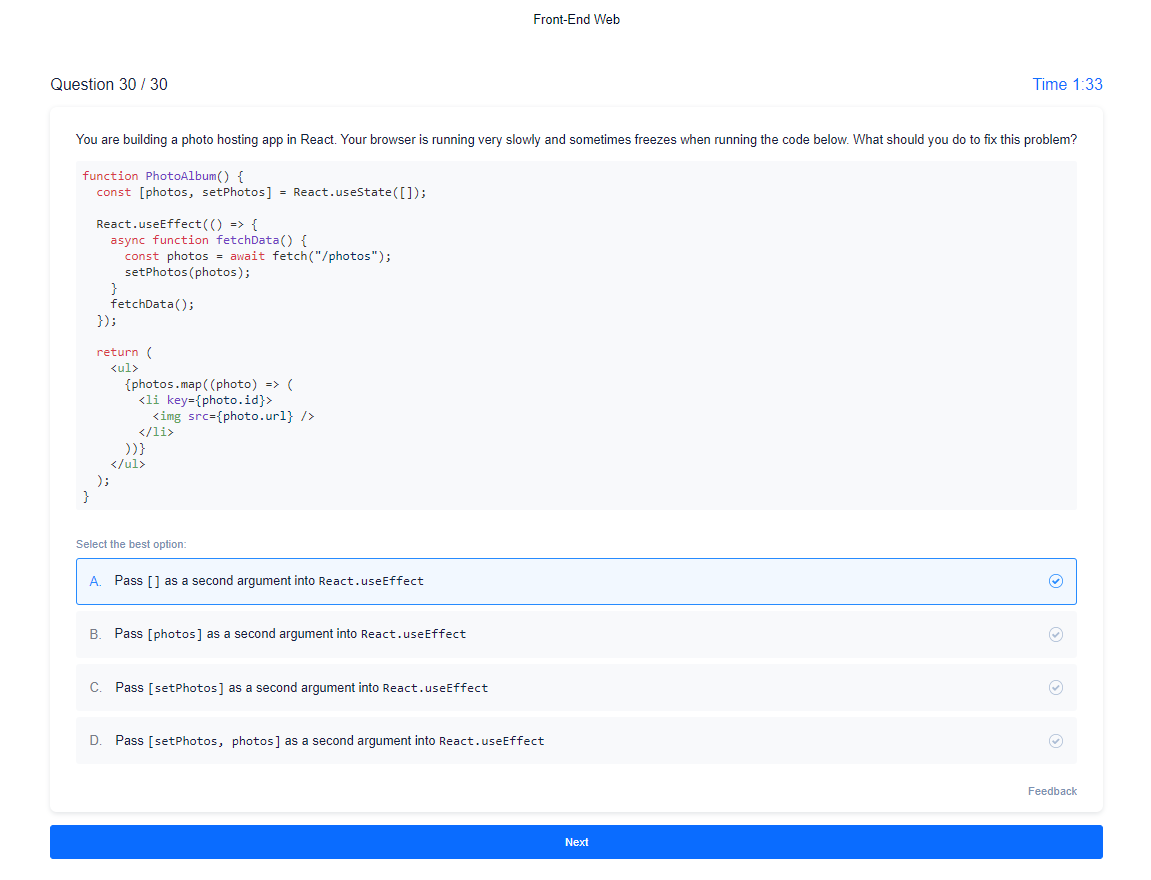 Front-End Web
Question 30 / 30
Time 1:33
You are building a photo hosting app in React. Your browser is running very slowly and sometimes freezes when running the code below. What should you do to fix this problem?
function PhotoAlbum() {
  const [photos, setPhotos] = React.useState([]);

  React.useEffect(() => {
    async function fetchData() {
      const photos = await fetch("/photos");
      setPhotos(photos);
    }
    fetchData();
  });

  return (
    <ul>
      {photos.map((photo) => (
        <li key={photo.id}>
          <img src={photo.url} />
        </li>
      ))}
    </ul>
  );
}
Select the best option:
A. Pass [] as a second argument into React.useEffect
B. Pass [photos] as a second argument into React.useEffect
C. Pass [setPhotos] as a second argument into React.useEffect
D. Pass [setPhotos, photos] as a second argument into React.useEffect
Feedback
Next